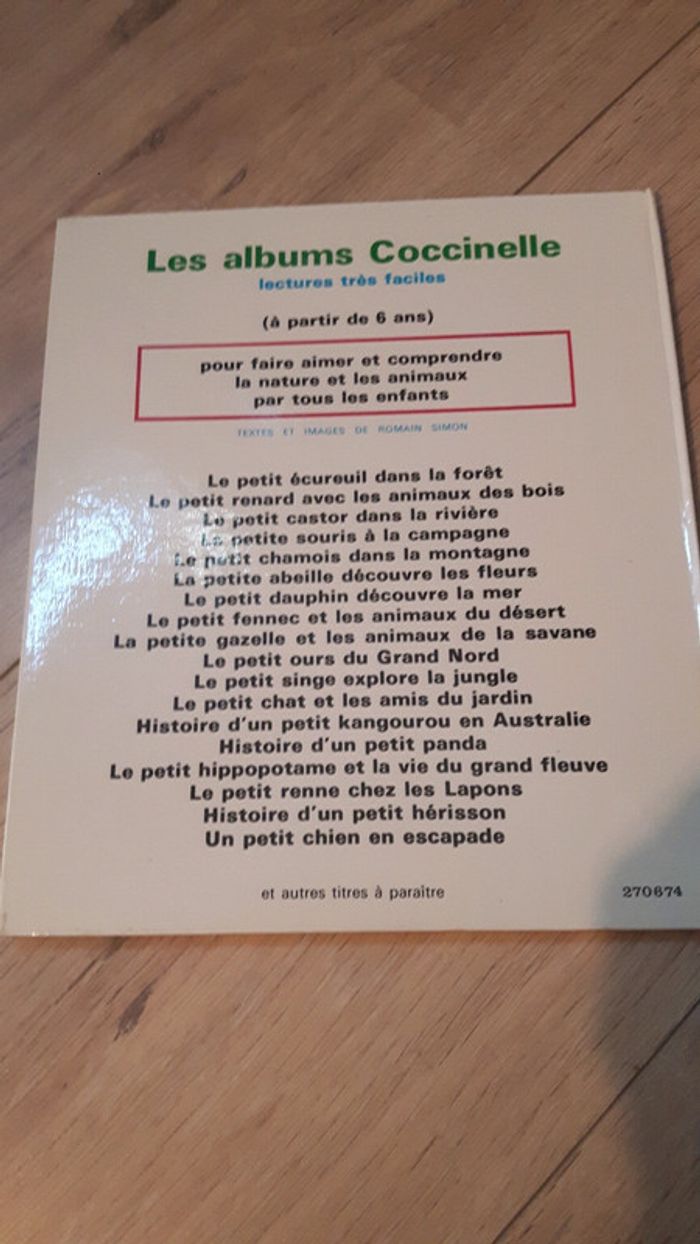 Les albums Coccinelle
lectures très faciles
(à partir de 6 ans)
pour faire aimer et comprendre
la nature et les animaux
par tous les enfants
TEXTES ET IMAGES DE ROMAIN SIMON
Le petit écureuil dans la forêt
Le petit renard avec les animaux des bois
Le petit castor dans la rivière
La petite souris à la campagne
Le petit chamois dans la montagne
La petite abeille découvre les fleurs
Le petit dauphin découvre la mer
Le petit fennec et les animaux du désert
La petite gazelle et les animaux de la savane
Le petit ours du Grand Nord
Le petit singe explore la jungle
Le petit chat et les amis du jardin
Histoire d'un petit kangourou en Australie
Histoire d'un petit panda
Le petit hippopotame et la vie du grand fleuve
Le petit renne chez les Lapons
Histoire d'un petit hérisson
Un petit chien en escapade
et autres titres à paraître
270674